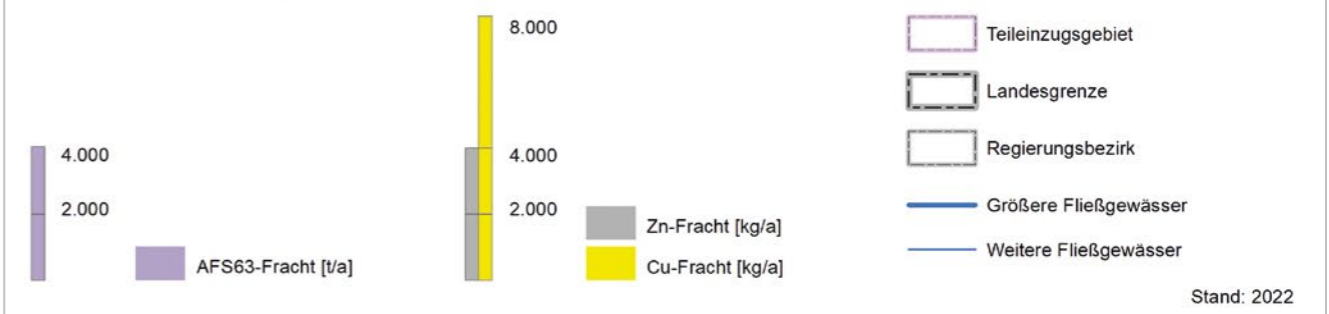 4.000
2.000
AFS63-Fracht [t/a]
8.000
4.000
2.000
Zn-Fracht [kg/a]
Cu-Fracht [kg/a]
Teileinzugsgebiet
Landesgrenze
Regierungsbezirk
Größere Fließgewässer
Weitere Fließgewässer
Stand: 2022